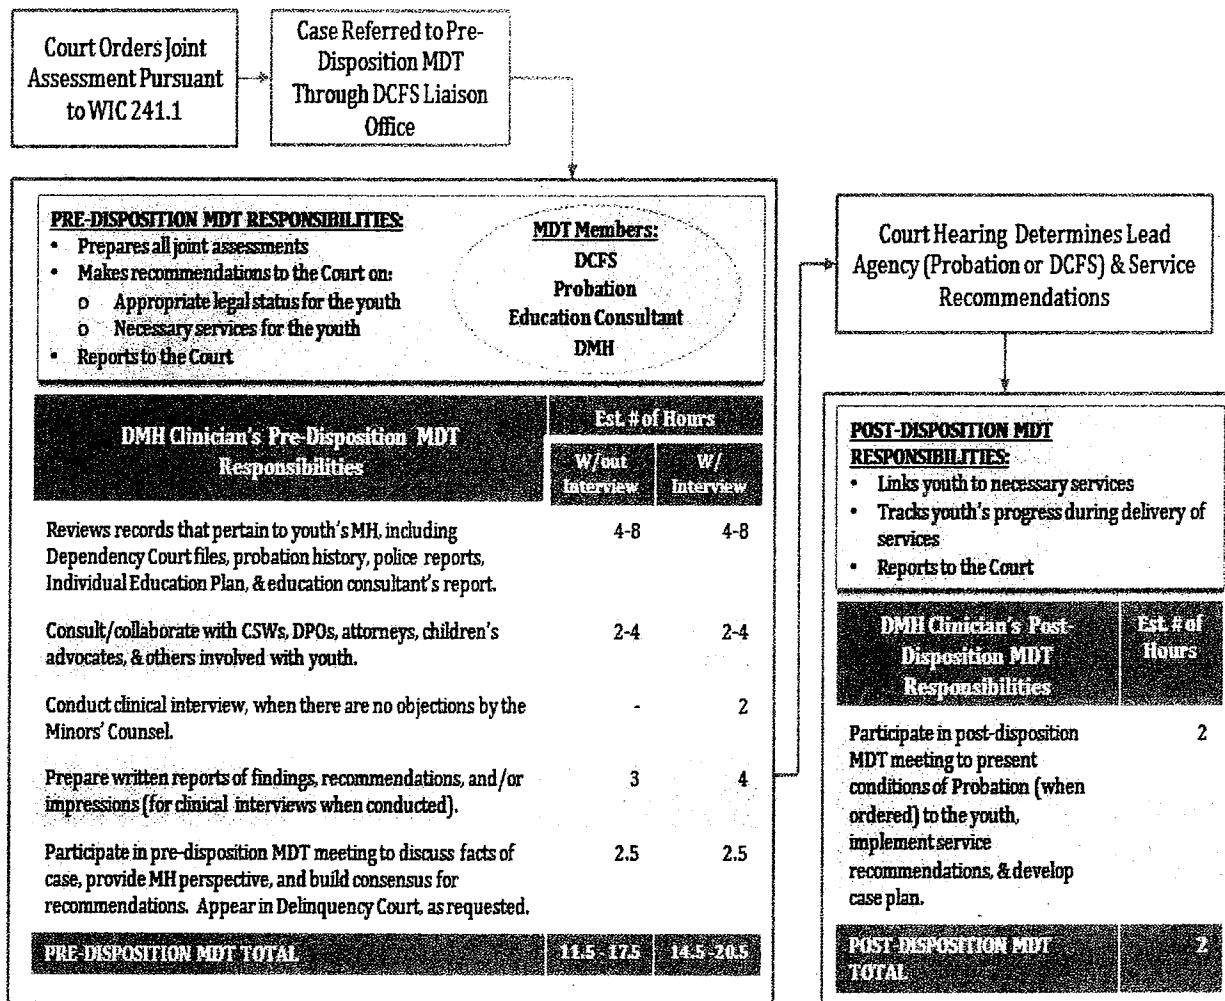 Court Orders Joint
Assessment Pursuant
to WIC 241.1
Case Referred to Pre-
Disposition MDT
Through DCFS Liaison
Office
PRE-DISPOSITION MDT RESPONSIBILITIES:
• Prepares all joint assessments
• Makes recommendations to the Court on:
o Appropriate legal status for the youth
o Necessary services for the youth
• Reports to the Court
MDT Members:
DCFS
Probation
Education Consultant
DMH
DMH Clinician's Pre-Disposition MDT
Responsibilities
Est. # of Hours
W/out
Interview
W/
Interview
Reviews records that pertain to youth's MH, including
Dependency Court files, probation history, police reports,
Individual Education Plan, & education consultant's report.
4-8 4-8
Consult/collaborate with CSWs, DPOs, attorneys, children's
advocates, & others involved with youth.
2-4 2-4
Conduct clinical interview, when there are no objections by the
Minors' Counsel.
- 2
Prepare written reports of findings, recommendations, and/or
impressions (for clinical interviews when conducted).
3 4
Participate in pre-disposition MDT meeting to discuss facts of
case, provide MH perspective, and build consensus for
recommendations. Appear in Delinquency Court, as requested.
2.5 2.5
PRE-DISPOSITION MDT TOTAL 11.5 - 17.5 14.5 -20.5
Court Hearing Determines Lead
Agency (Probation or DCFS) & Service
Recommendations
POST-DISPOSITION MDT
RESPONSIBILITIES:
• Links youth to necessary services
• Tracks youth's progress during delivery of
services
• Reports to the Court
DMH Clinician's Post-
Disposition MDT
Responsibilities
Est. # of
Hours
Participate in post-disposition 2
MDT meeting to present
conditions of Probation (when
ordered) to the youth,
implement service
recommendations, & develop
case plan.
POST-DISPOSITION MDT 2
TOTAL